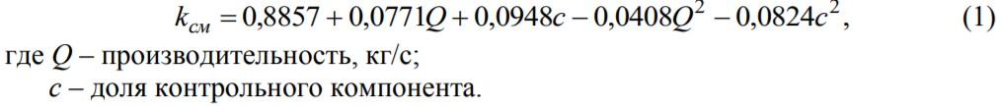 k_см = 0,8857 + 0,0771Q + 0,0948c − 0,0408Q² − 0,0824c², (1)
где Q – производительность, кг/с;
c – доля контрольного компонента.